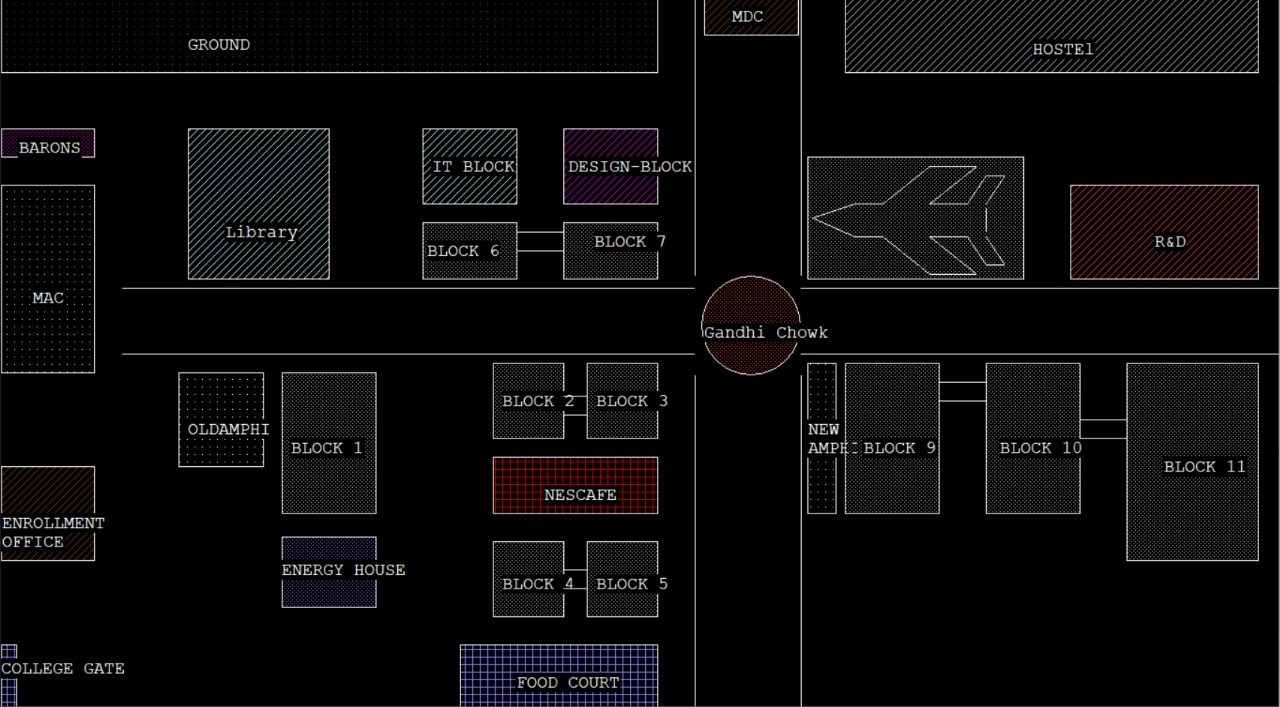 MDC
GROUND
HOSTEl
BARONS
IT BLOCK
DESIGN-BLOCK
Library
BLOCK 6
BLOCK 7
R&D
MAC
Gandhi Chowk
OLDAMPHI
BLOCK 1
BLOCK 2
BLOCK 3
NEW
AMPHI
BLOCK 9
BLOCK 10
BLOCK 11
NESCAFE
ENROLLMENT
OFFICE
ENERGY HOUSE
BLOCK 4
BLOCK 5
COLLEGE GATE
FOOD COURT